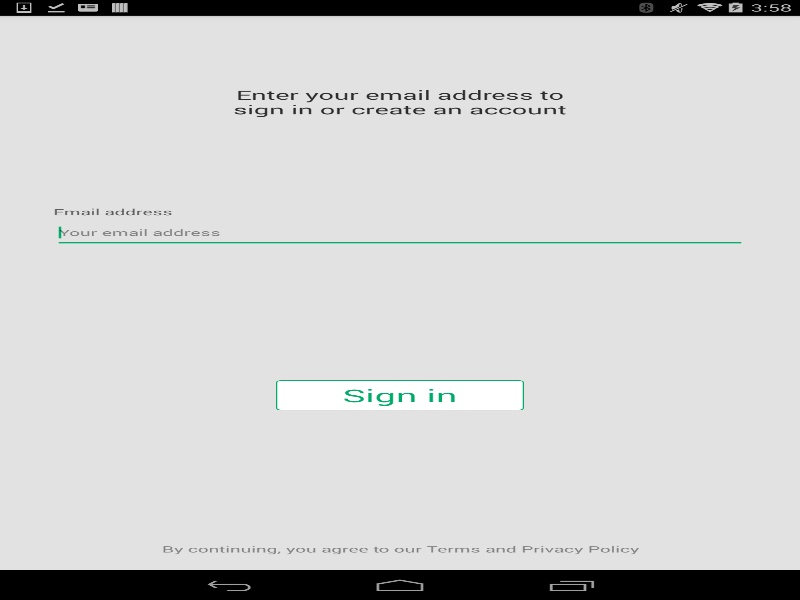 3:58
Enter your email address to
sign in or create an account
Email address
Your email address
Sign in
By continuing, you agree to our Terms and Privacy Policy